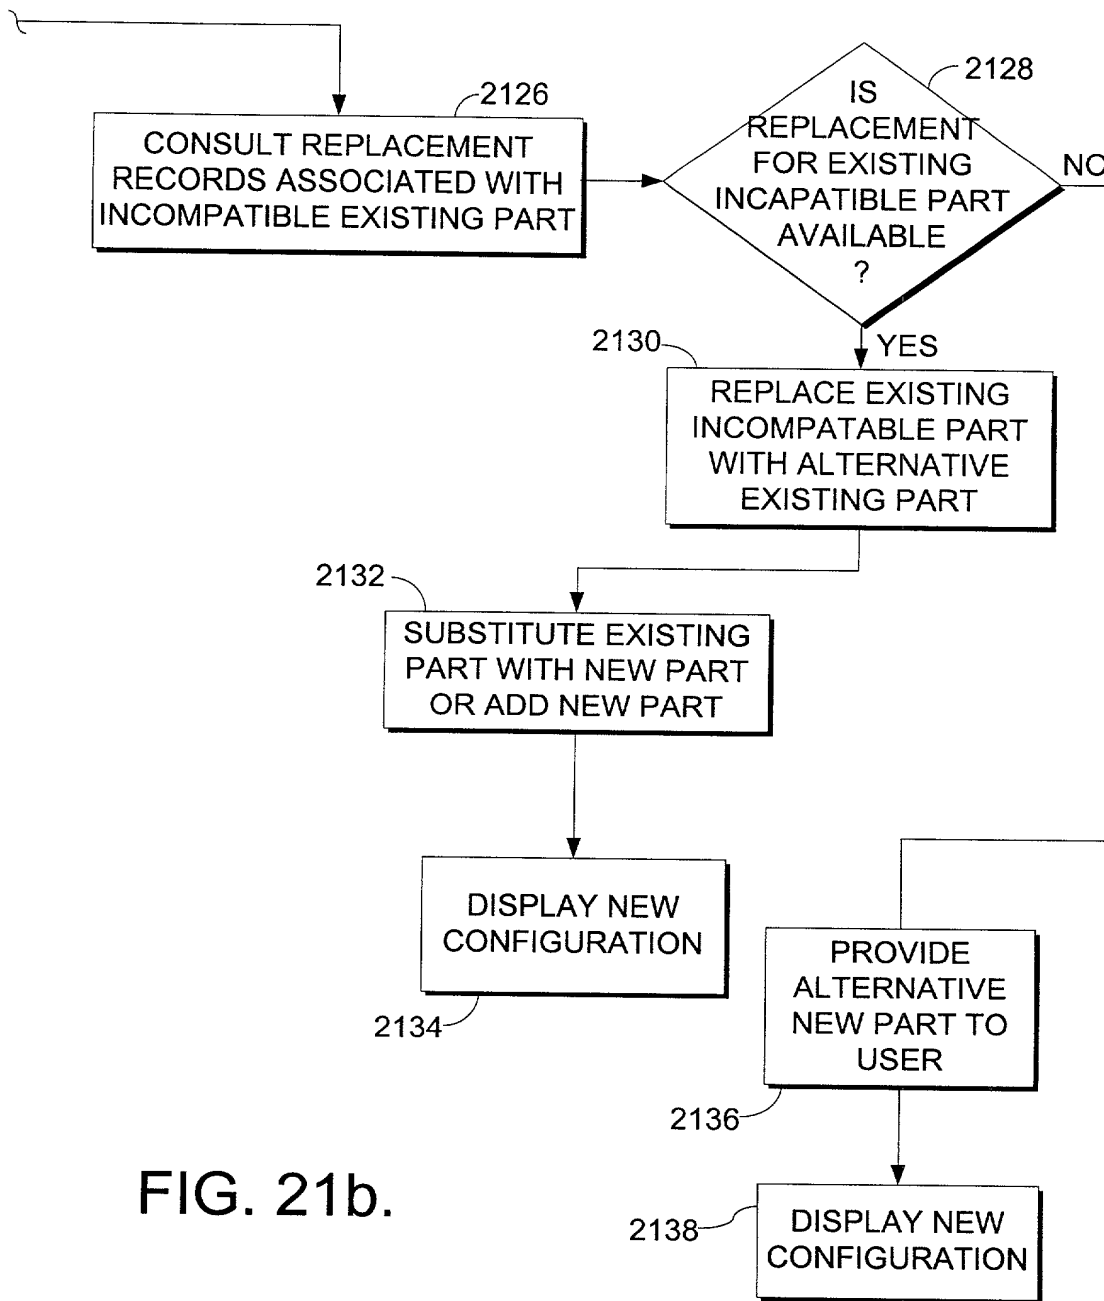 2126
CONSULT REPLACEMENT
RECORDS ASSOCIATED WITH
INCOMPATIBLE EXISTING PART
2128
IS
REPLACEMENT
FOR EXISTING
INCAPATIBLE PART
AVAILABLE
?
NO
YES
2130
REPLACE EXISTING
INCOMPATABLE PART
WITH ALTERNATIVE
EXISTING PART
2132
SUBSTITUTE EXISTING
PART WITH NEW PART
OR ADD NEW PART
DISPLAY NEW
CONFIGURATION
2134
PROVIDE
ALTERNATIVE
NEW PART TO
USER
2136
DISPLAY NEW
CONFIGURATION
2138
FIG. 21b.